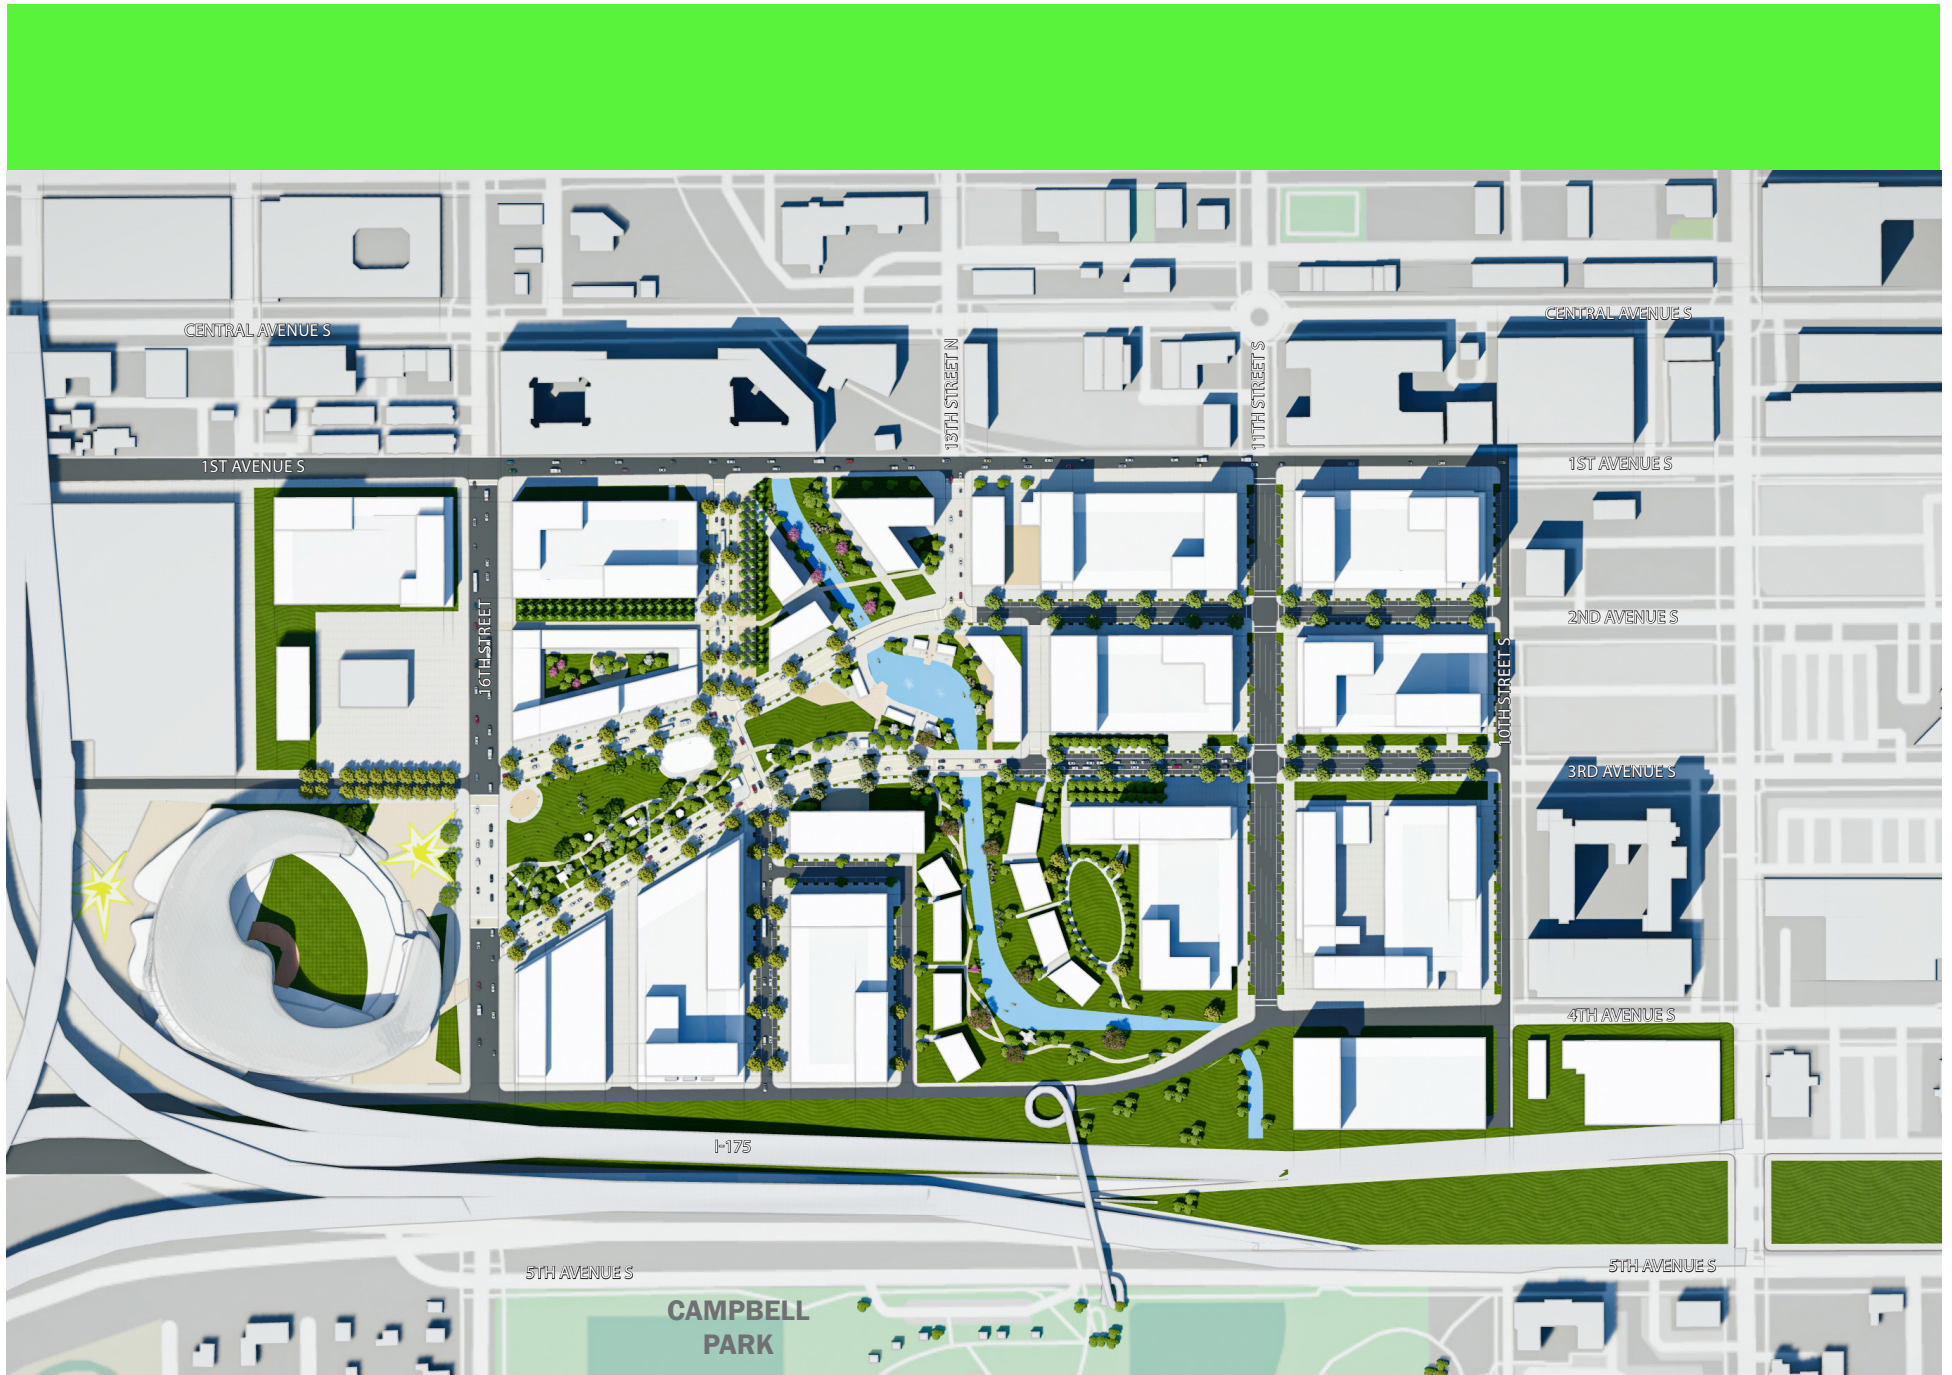 CENTRAL AVENUE S
CENTRAL AVENUE S
13TH STREET N
11TH STREET S
1ST AVENUE S
1ST AVENUE S
16TH STREET
2ND AVENUE S
10TH STREET S
3RD AVENUE S
4TH AVENUE S
I-175
5TH AVENUE S
5TH AVENUE S
CAMPBELL
PARK